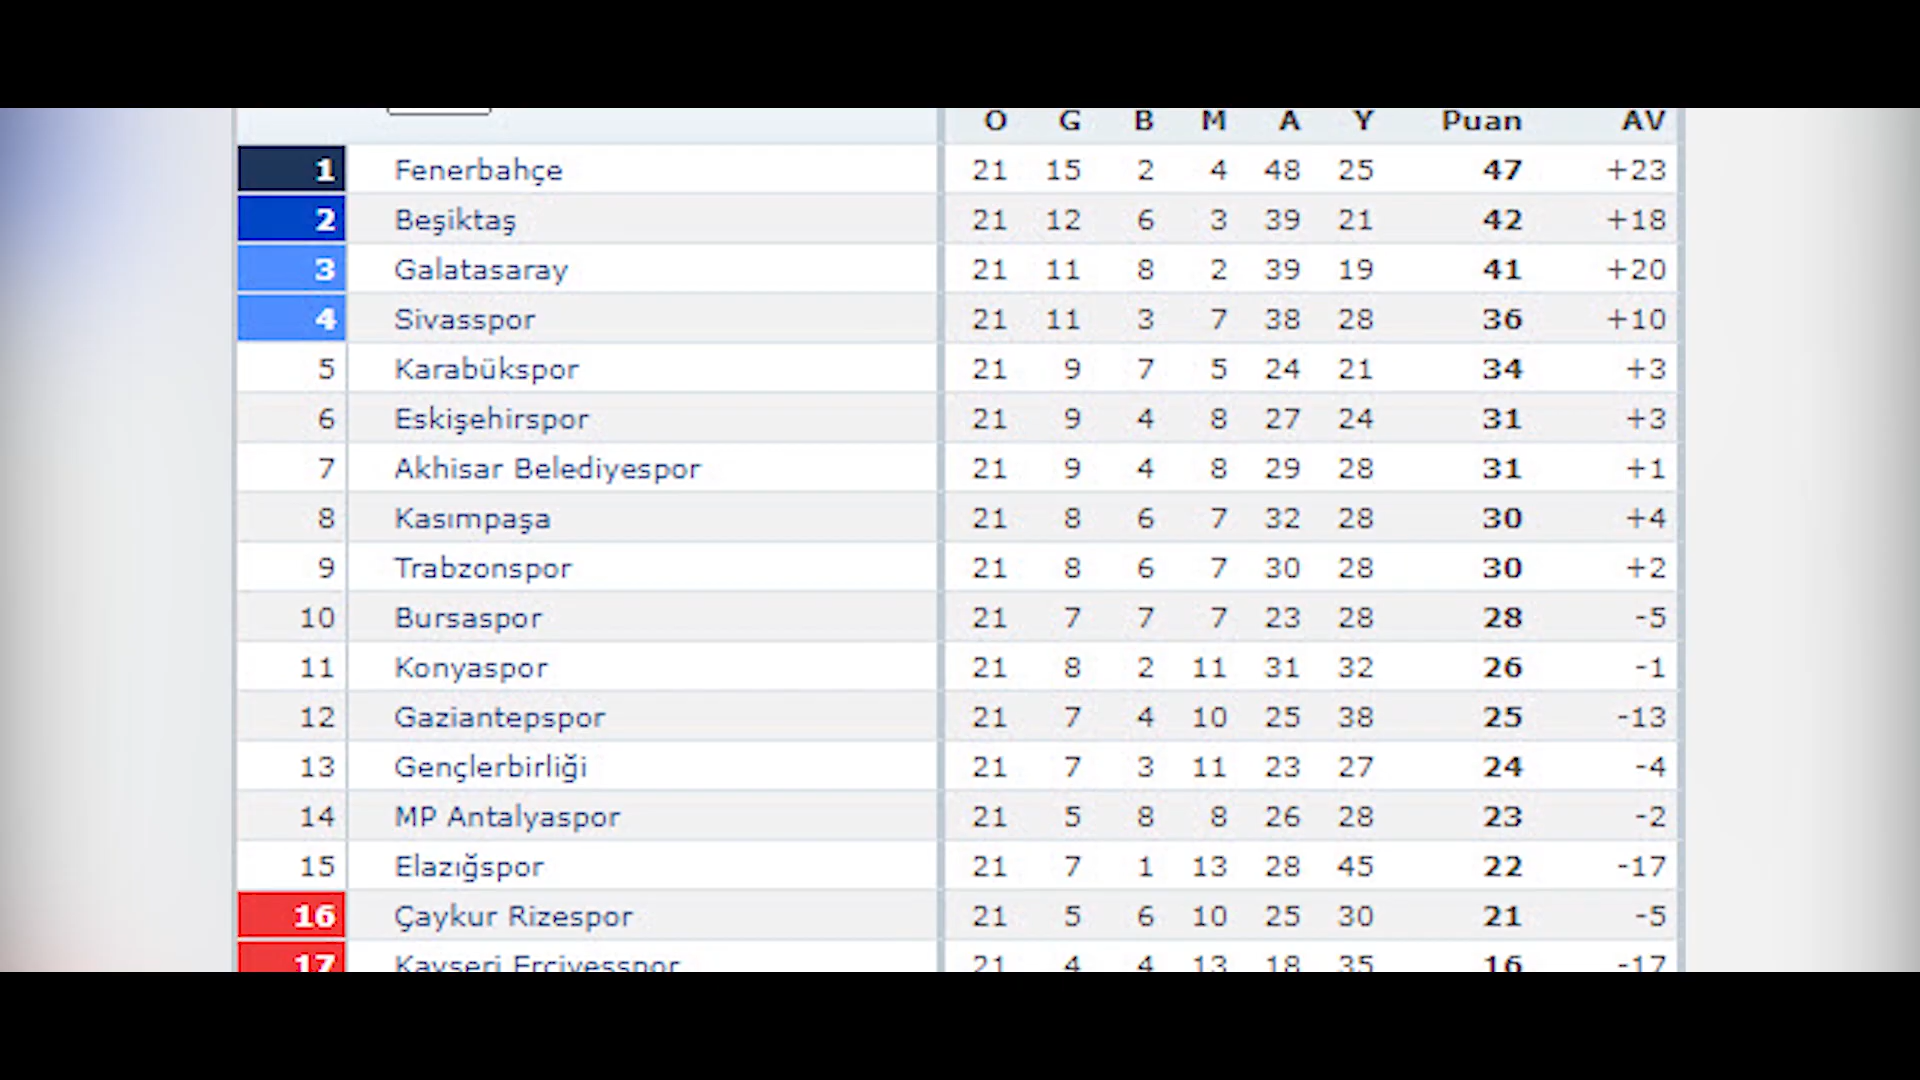 O G B M A Y Puan AV
1 Fenerbahçe 21 15 2 4 48 25 47 +23
2 Beşiktaş 21 12 6 3 39 21 42 +18
3 Galatasaray 21 11 8 2 39 19 41 +20
4 Sivasspor 21 11 3 7 38 28 36 +10
5 Karabükspor 21 9 7 5 24 21 34 +3
6 Eskişehirspor 21 9 4 8 27 24 31 +3
7 Akhisar Belediyespor 21 9 4 8 29 28 31 +1
8 Kasımpaşa 21 8 6 7 32 28 30 +4
9 Trabzonspor 21 8 6 7 30 28 30 +2
10 Bursaspor 21 7 7 7 23 28 28 -5
11 Konyaspor 21 8 2 11 31 32 26 -1
12 Gaziantepspor 21 7 4 10 25 38 25 -13
13 Gençlerbirliği 21 7 3 11 23 27 24 -4
14 MP Antalyaspor 21 5 8 8 26 28 23 -2
15 Elazığspor 21 7 1 13 28 45 22 -17
16 Çaykur Rizespor 21 5 6 10 25 30 21 -5
17 Kayseri Erciyesspor 21 4 4 13 18 35 16 -17